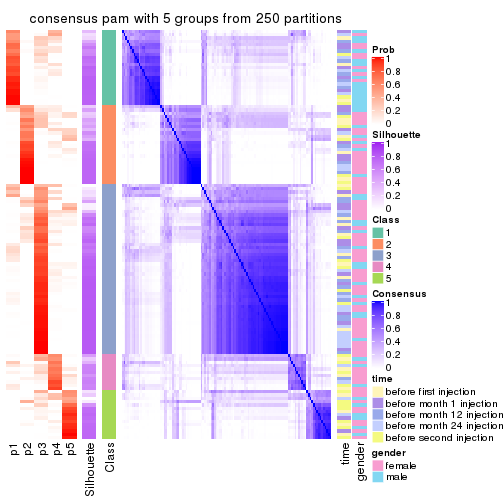 consensus pam with 5 groups from 250 partitions
Prob
1
0.8
0.6
0.4
0.2
0
Silhouette
1
0.8
0.6
0.4
0.2
0
Class
1
2
3
4
5
Consensus
1
0.8
0.6
0.4
0.2
0
time
before first injection
before month 1 injection
before month 12 injection
before month 24 injection
before second injection
gender
female
male
p1
p2
p3
p4
p5
Silhouette
Class
time
gender